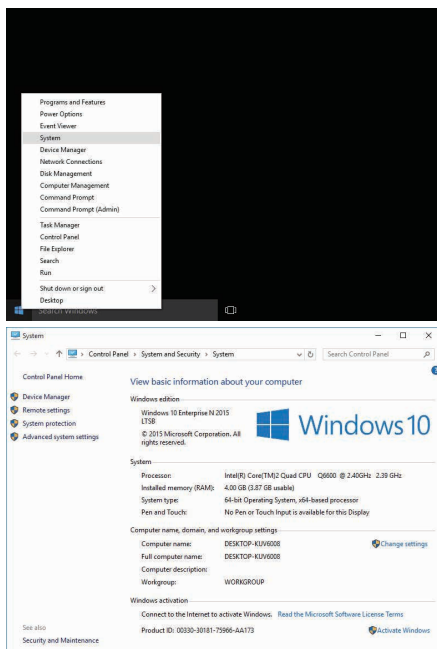 Programs and Features
Power Options
Event Viewer
System
Device Manager
Network Connections
Disk Management
Computer Management
Command Prompt
Command Prompt (Admin)
Task Manager
Control Panel
File Explorer
Search
Run
Shut down or sign out
Desktop
Search Windows
System
Control Panel › System and Security › System
Search Control Panel
Control Panel Home
Device Manager
Remote settings
System protection
Advanced system settings
View basic information about your computer
Windows edition
Windows 10 Enterprise N 2015
LTSB
© 2015 Microsoft Corporation. All
rights reserved.
Windows 10
System
Processor: Intel(R) Core(TM)2 Quad CPU Q6600 @ 2.40GHz 2.39 GHz
Installed memory (RAM): 4.00 GB (3.87 GB usable)
System type: 64-bit Operating System, x64-based processor
Pen and Touch: No Pen or Touch Input is available for this Display
Computer name, domain, and workgroup settings
Computer name: DESKTOP-KUV6008
Change settings
Full computer name: DESKTOP-KUV6008
Computer description:
Workgroup: WORKGROUP
Windows activation
Connect to the Internet to activate Windows. Read the Microsoft Software License Terms
Product ID: 00330-30181-75966-AA173
Activate Windows
See also
Security and Maintenance